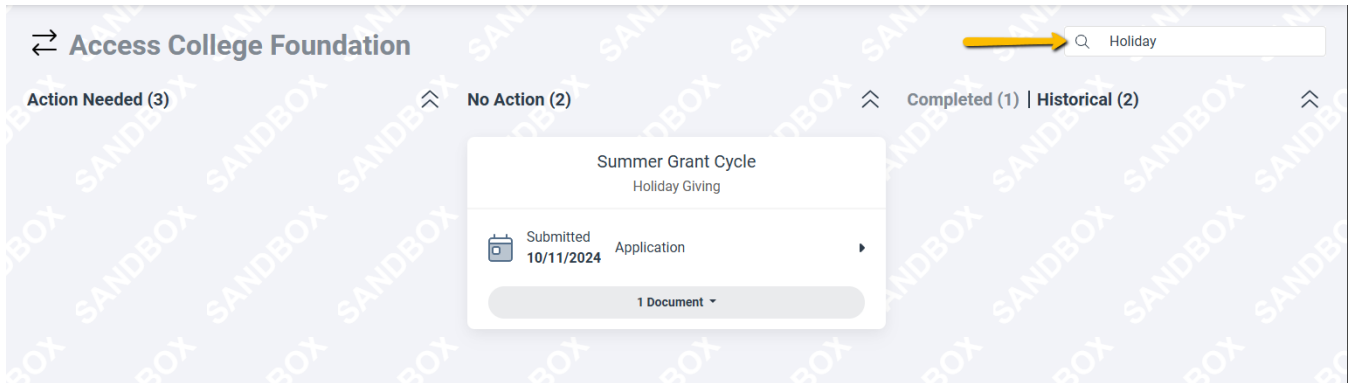 Access College Foundation
Holiday
Action Needed (3)
No Action (2)
Completed (1) | Historical (2)
Summer Grant Cycle
Holiday Giving
Submitted
10/11/2024
Application
1 Document
SANDBOX